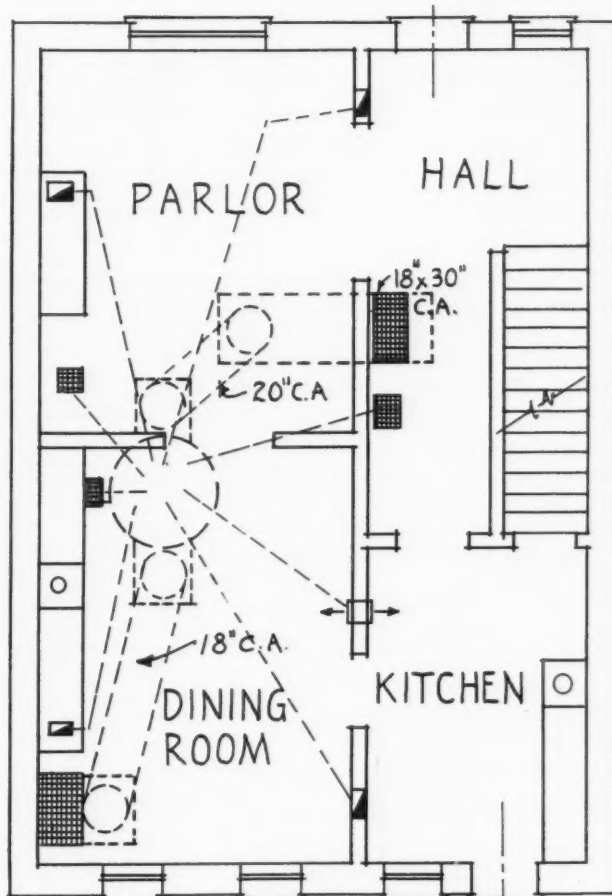 PARLOR
HALL
18"x30"
C.A.
20"C.A
18"C.A.
DINING
ROOM
KITCHEN